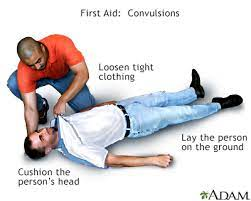 First Aid: Convulsions
Loosen tight
clothing
Lay the person
on the ground
Cushion the
person's head
ADAM.